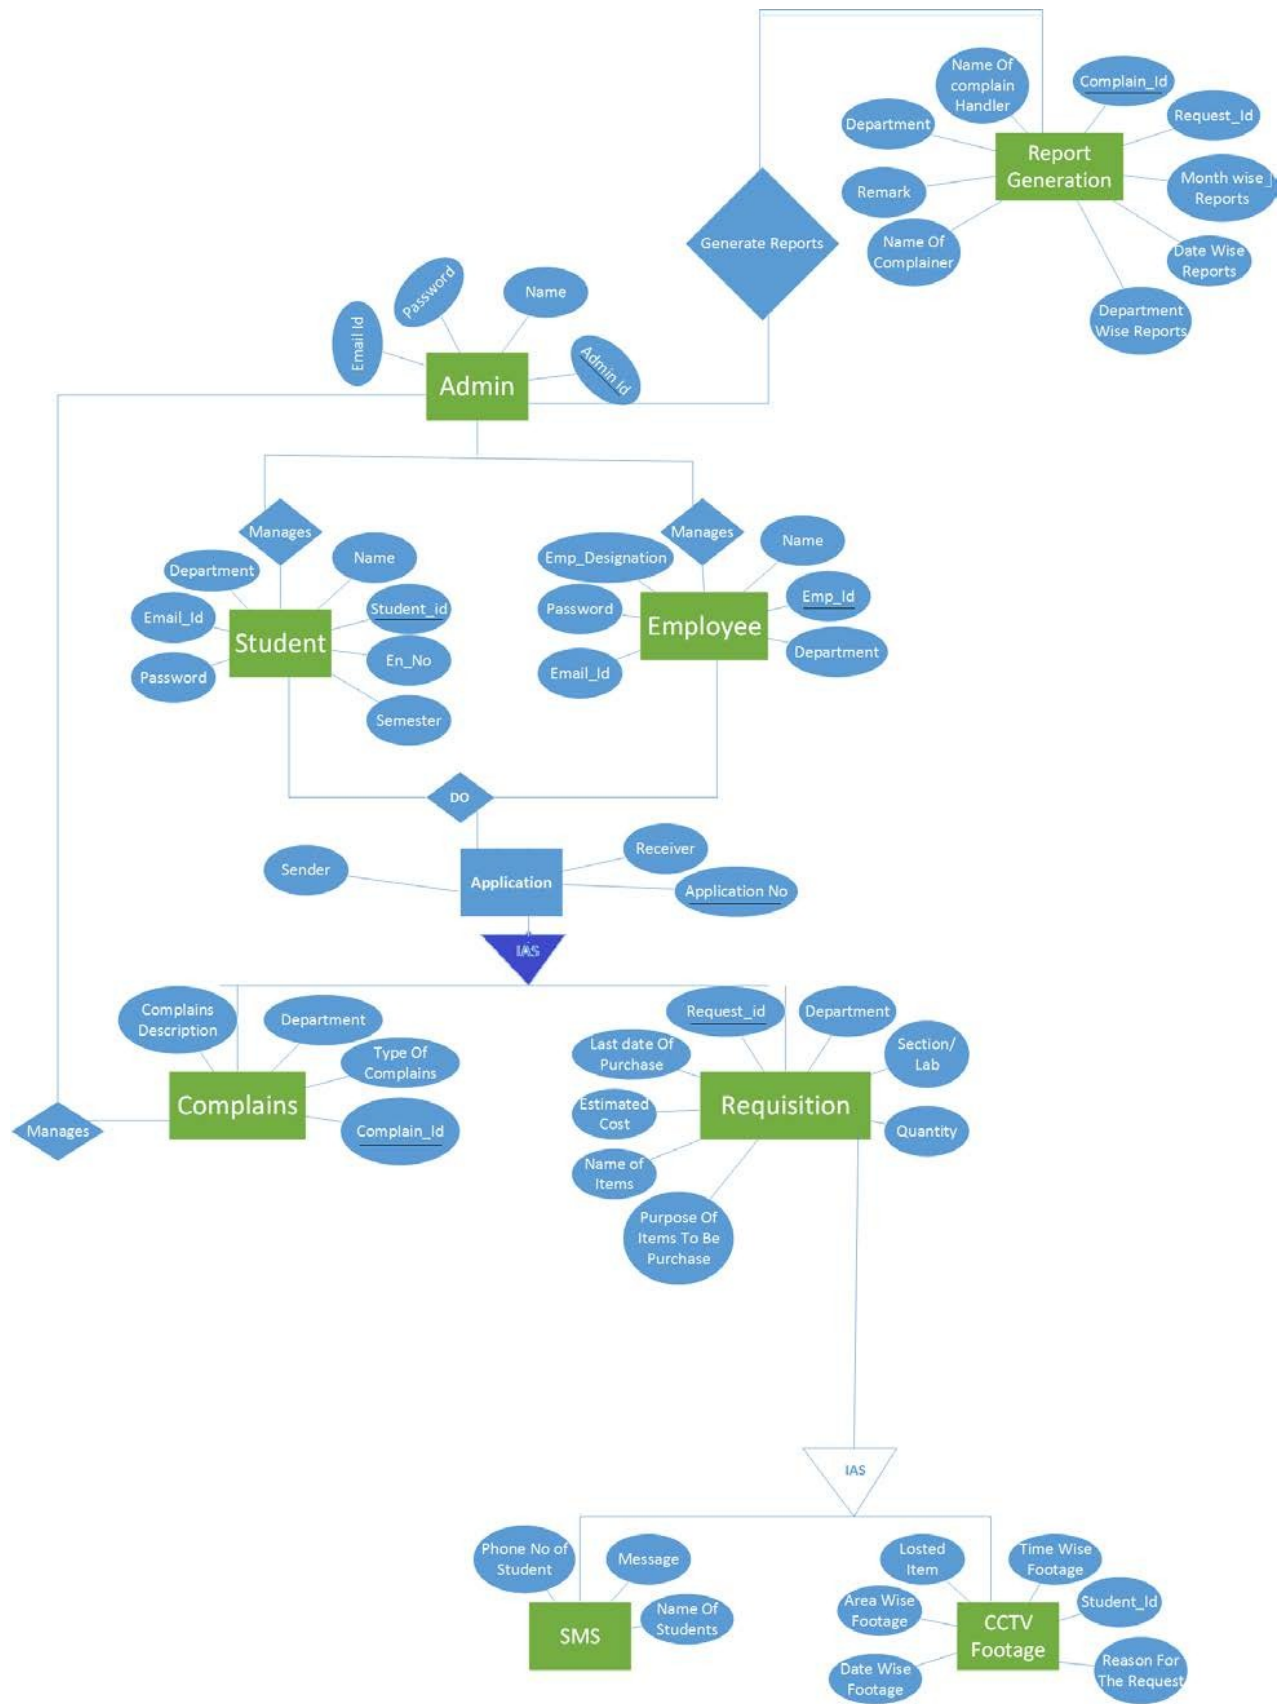 Name Of
complain
Handler
Complain_Id
Request_Id
Department
Report
Generation
Month wise
Reports
Remark
Name Of
Complainer
Date Wise
Reports
Department
Wise Reports
Generate Reports
Password
Name
Email Id
Admin Id
Admin
Manages
Manages
Department
Name
Email_Id
Student_id
Student
En_No
Password
Semester
Emp_Designation
Name
Password
Emp_Id
Employee
Department
Email_Id
DO
Sender
Receiver
Application
Application No
IAS
Complains
Description
Department
Type Of
Complains
Complains
Complain_Id
Manages
Request_id
Department
Last date Of
Purchase
Section/
Lab
Requisition
Estimated
Cost
Quantity
Name of
Items
Purpose Of
Items To Be
Purchase
IAS
Phone No of
Student
Message
Name Of
Students
SMS
Losted
Item
Time Wise
Footage
Area Wise
Footage
Student_Id
CCTV
Footage
Date Wise
Footage
Reason For
The Request